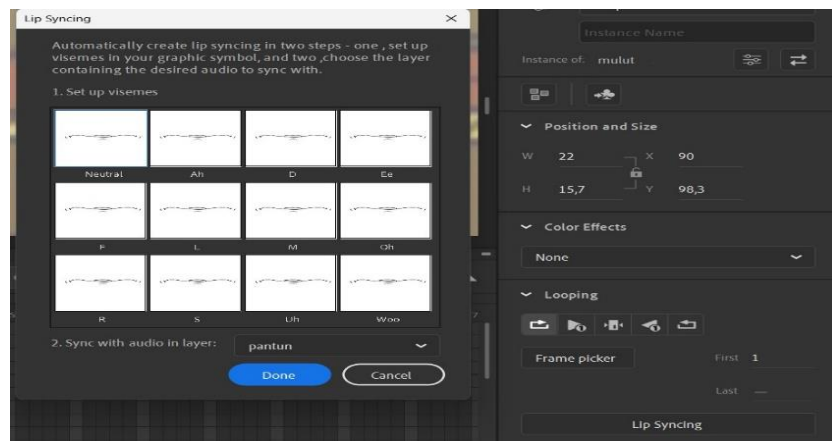 Lip Syncing
Automatically create lip syncing in two steps - one , set up
visemes in your graphic symbol, and two ,choose the layer
containing the desired audio to sync with.
1. Set up visemes
Neutral Ah D Ee
F L M Oh
R S Uh Woo
2. Sync with audio in layer: pantun
Done Cancel
Instance Name
Instance of: mulut
Position and Size
W 22 X 90
H 15,7 Y 98,3
Color Effects
None
Looping
Frame picker First 1
Last —
Lip Syncing